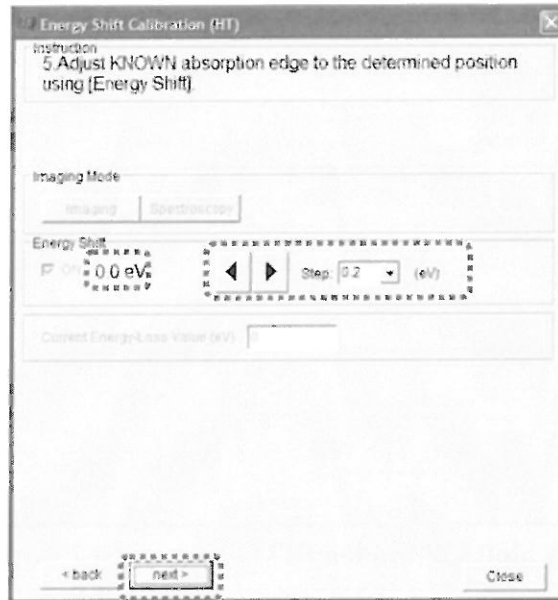 Energy Shift Calibration (HT)
Instruction
5.Adjust KNOWN absorption edge to the determined position
using [Energy Shift]
Imaging Mode
Imaging Spectroscopy
Energy Shift
ON 0.0 eV Step: 0.2 (eV)
Correct Energy-Loss Value (eV) 0
< back next > Close